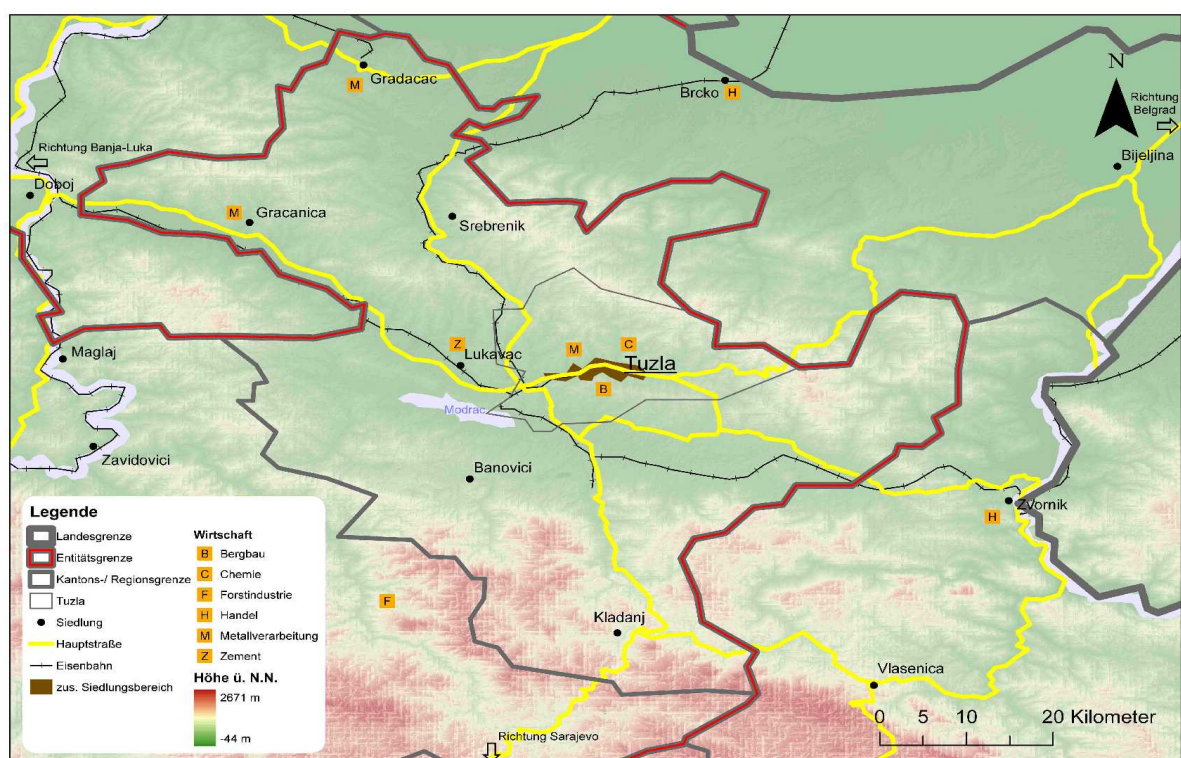 Gradacac
M
Brcko
H
N
Richtung
Belgrad
Bijeljina
Richtung Banja-Luka
Doboj
M
Gracanica
Srebrenik
Z
Lukavac
M
C
Tuzla
B
Maglaj
Modrac
Zavidovici
Banovici
Zvornik
H
F
Kladanj
Vlasenica
Richtung Sarajevo
0 5 10 20 Kilometer
Legende
Landesgrenze
Entitätsgrenze
Kantons-/ Regionsgrenze
Tuzla
Siedlung
Hauptstraße
Eisenbahn
zus. Siedlungsbereich
Wirtschaft
B Bergbau
C Chemie
F Forstindustrie
H Handel
M Metallverarbeitung
Z Zement
Höhe ü. N.N.
2671 m
-44 m